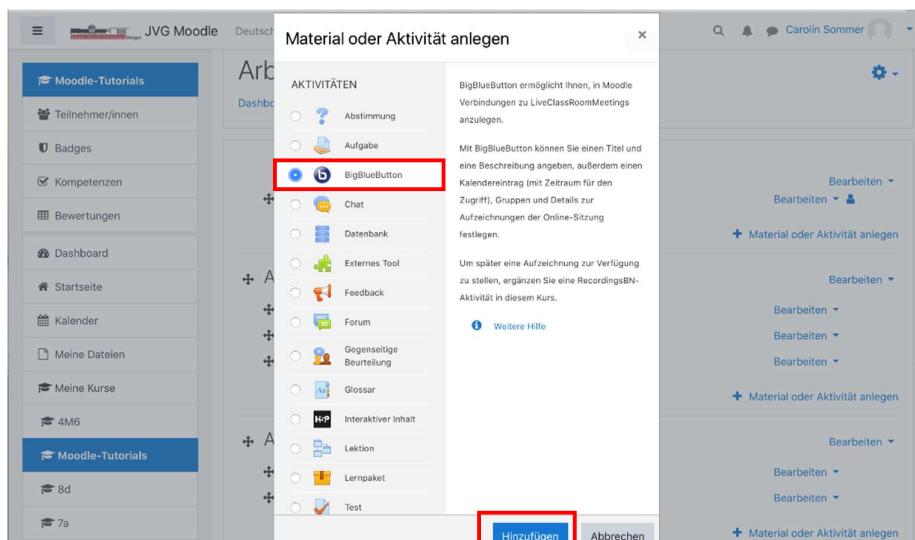 JVG Moodle
Deutsch
Carolin Sommer
Moodle-Tutorials
Teilnehmer/innen
Badges
Kompetenzen
Bewertungen
Dashboard
Startseite
Kalender
Meine Dateien
Meine Kurse
4M6
Moodle-Tutorials
8d
7a
Arb
Dashbo
Material oder Aktivität anlegen
×
AKTIVITÄTEN
Abstimmung
Aufgabe
BigBlueButton
Chat
Datenbank
Externes Tool
Feedback
Forum
Gegenseitige
Beurteilung
Glossar
H5P
Interaktiver Inhalt
Lektion
Lernpaket
Test
BigBlueButton ermöglicht Ihnen, in Moodle
Verbindungen zu LiveClassRoomMeetings
anzulegen.
Mit BigBlueButton können Sie einen Titel und
eine Beschreibung angeben, außerdem einen
Kalendereintrag (mit Zeitraum für den
Zugriff), Gruppen und Details zur
Aufzeichnungen der Online-Sitzung
festlegen.
Um später eine Aufzeichnung zur Verfügung
zu stellen, ergänzen Sie eine RecordingsBN-
Aktivität in diesem Kurs.
Weitere Hilfe
Hinzufügen
Abbrechen
Bearbeiten
Bearbeiten
Material oder Aktivität anlegen
A
Bearbeiten
Bearbeiten
Bearbeiten
Bearbeiten
Material oder Aktivität anlegen
A
Bearbeiten
Bearbeiten
Bearbeiten
Material oder Aktivität anlegen